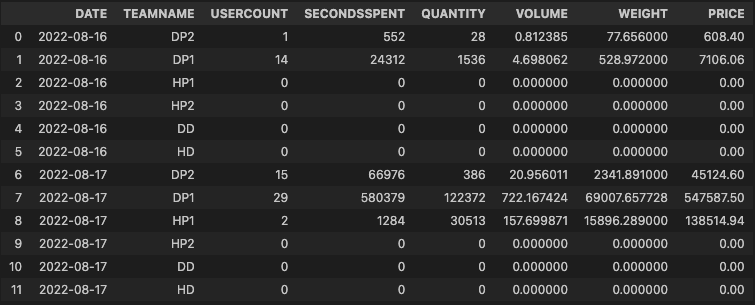 DATE TEAMNAME USERCOUNT SECONDSSPENT QUANTITY VOLUME WEIGHT PRICE
0 2022-08-16 DP2 1 552 28 0.812385 77.656000 608.40
1 2022-08-16 DP1 14 24312 1536 4.698062 528.972000 7106.06
2 2022-08-16 HP1 0 0 0 0.000000 0.000000 0.00
3 2022-08-16 HP2 0 0 0 0.000000 0.000000 0.00
4 2022-08-16 DD 0 0 0 0.000000 0.000000 0.00
5 2022-08-16 HD 0 0 0 0.000000 0.000000 0.00
6 2022-08-17 DP2 15 66976 386 20.956011 2341.891000 45124.60
7 2022-08-17 DP1 29 580379 122372 722.167424 69007.657728 547587.50
8 2022-08-17 HP1 2 1284 30513 157.699871 15896.289000 138514.94
9 2022-08-17 HP2 0 0 0 0.000000 0.000000 0.00
10 2022-08-17 DD 0 0 0 0.000000 0.000000 0.00
11 2022-08-17 HD 0 0 0 0.000000 0.000000 0.00